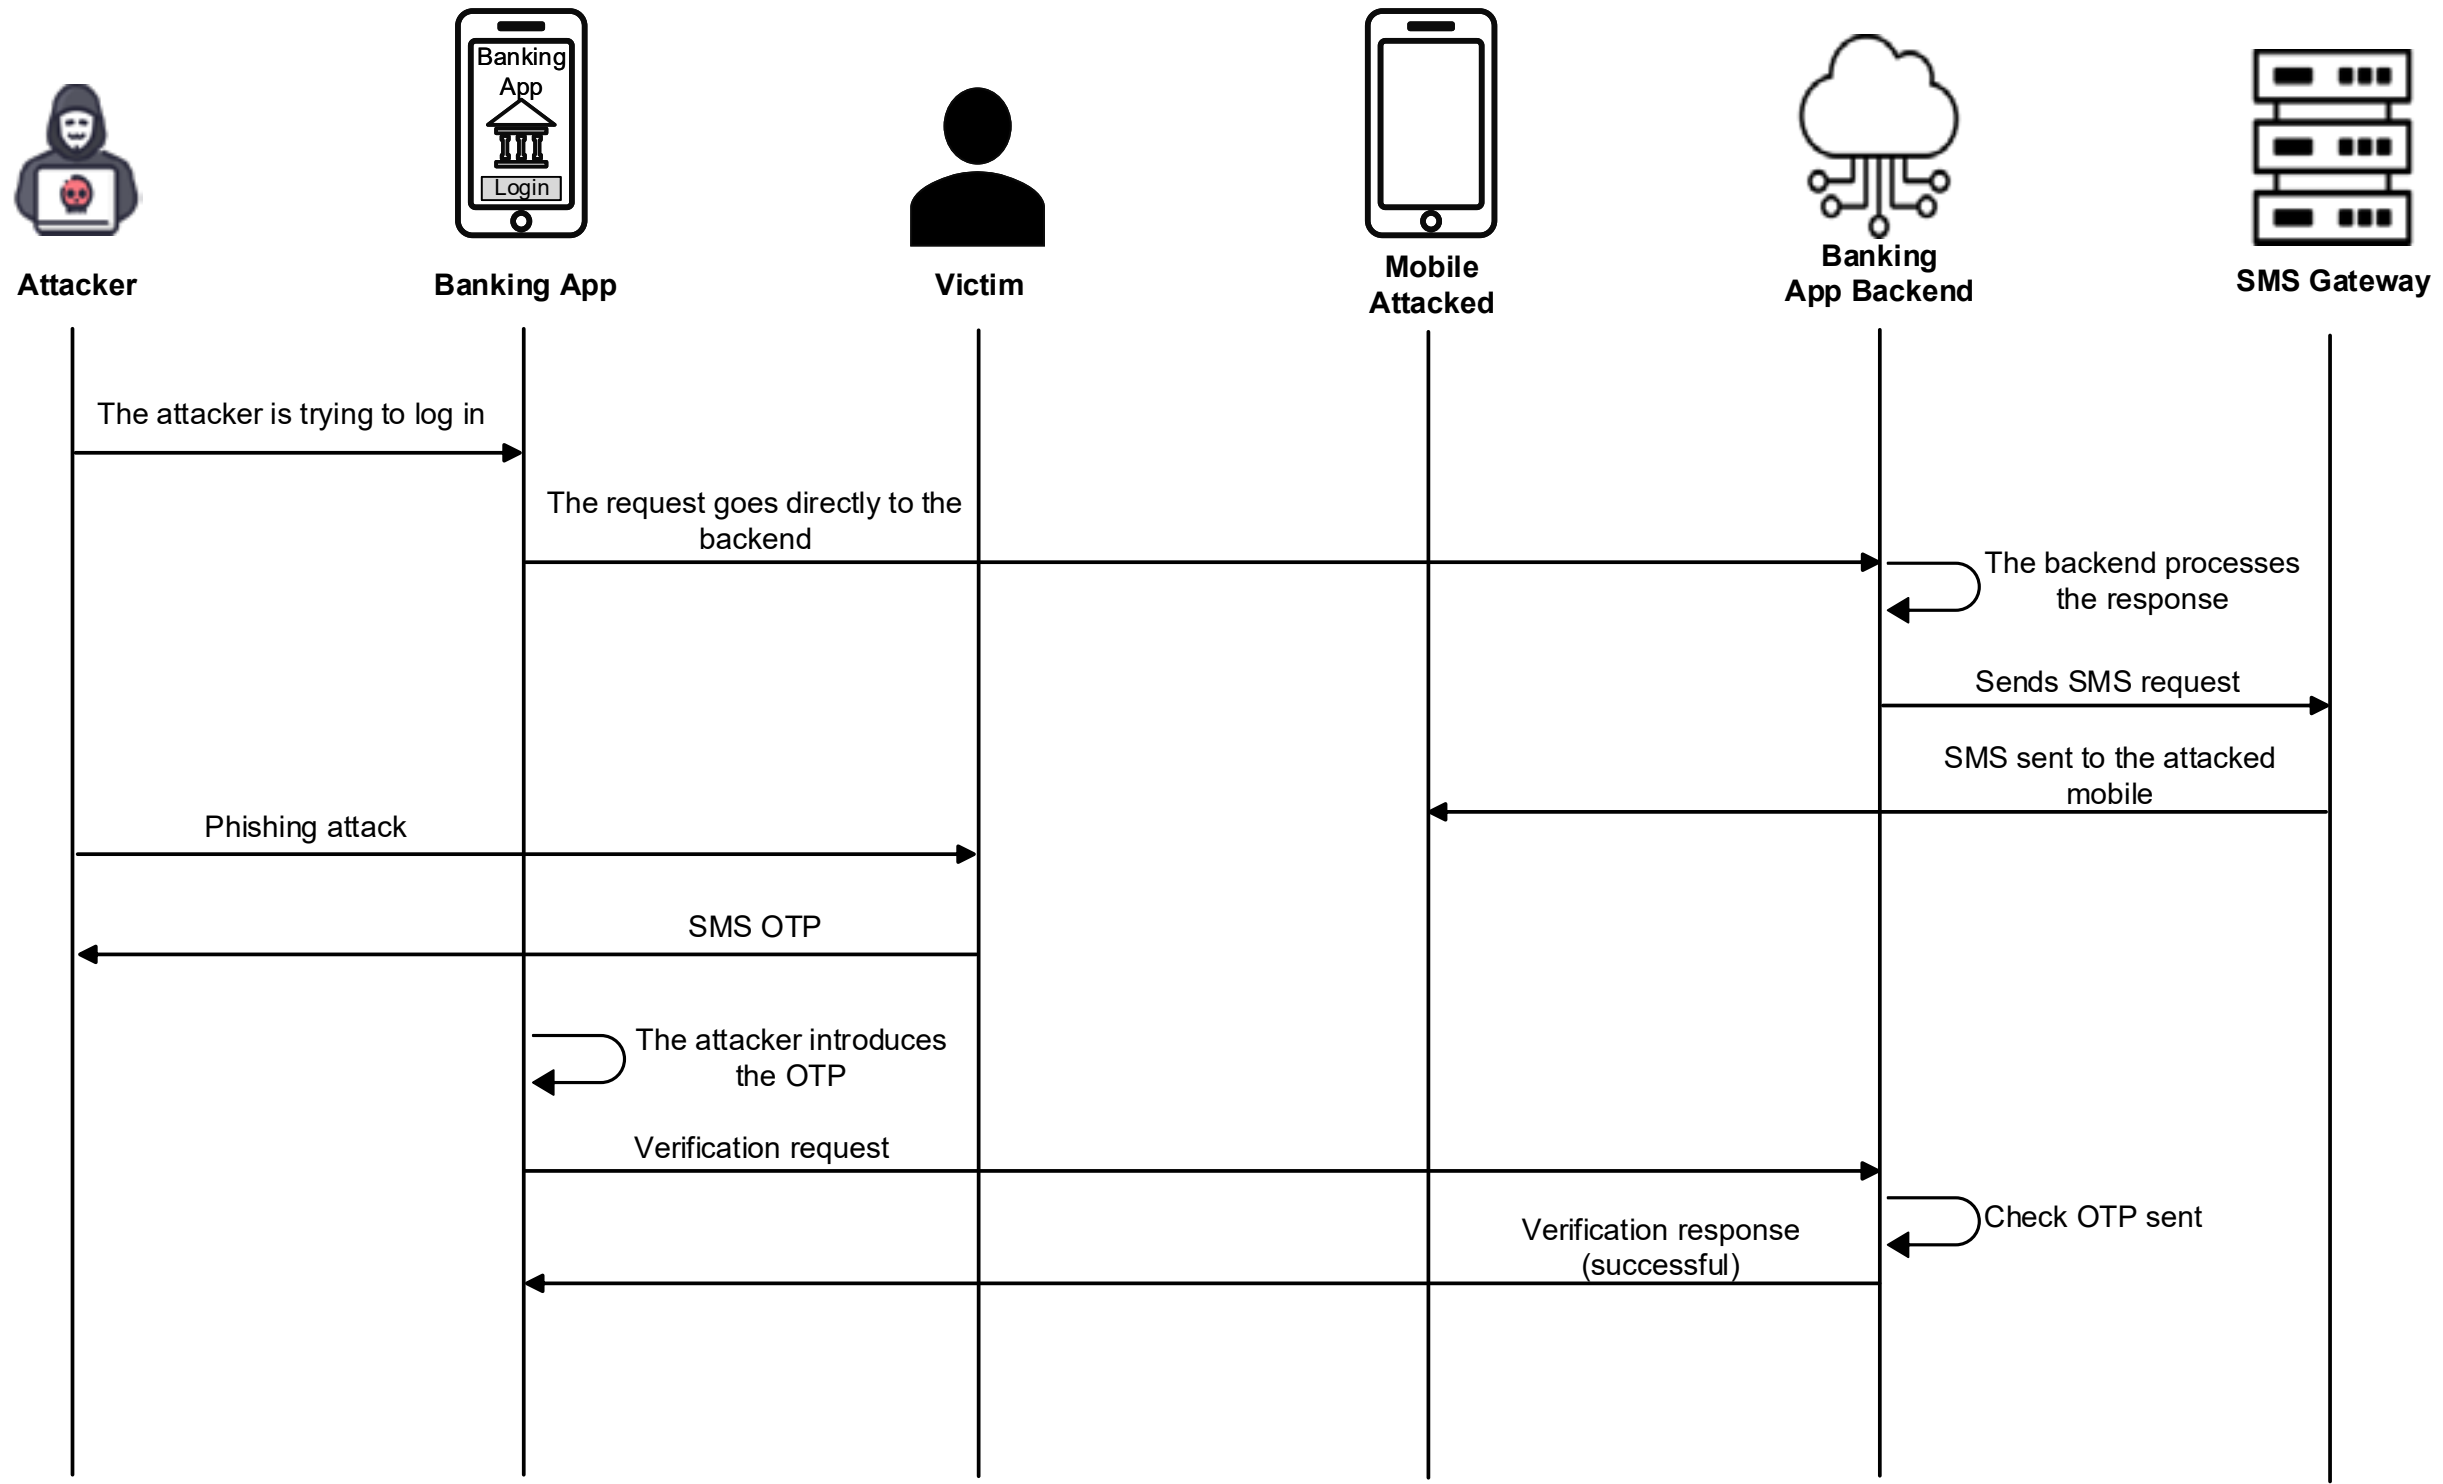 Banking
App
Login
Attacker
Banking App
Victim
Mobile
Attacked
Banking
App Backend
SMS Gateway
The attacker is trying to log in
The request goes directly to the
backend
The backend processes
the response
Sends SMS request
SMS sent to the attacked
mobile
Phishing attack
SMS OTP
The attacker introduces
the OTP
Verification request
Check OTP sent
Verification response
(successful)